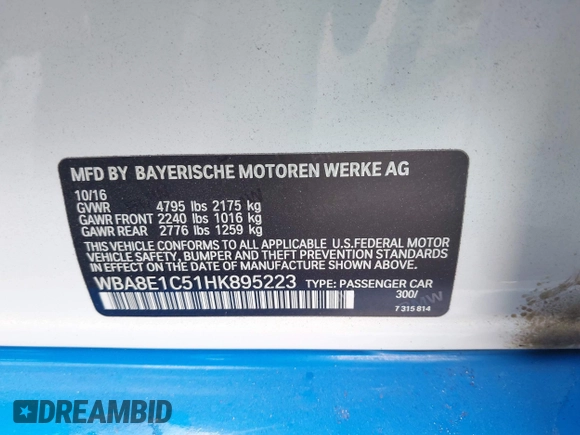 MFD BY BAYERISCHE MOTOREN WERKE AG
10/16
GVWR 4795 lbs 2175 kg
GAWR FRONT 2240 lbs 1016 kg
GAWR REAR 2776 lbs 1259 kg
THIS VEHICLE CONFORMS TO ALL APPLICABLE U.S.FEDERAL MOTOR
VEHICLE SAFETY, BUMPER AND THEFT PREVENTION STANDARDS
IN EFFECT ON THE DATE OF MANUFACTURE SHOWN ABOVE.
WBA8E1C51HK895223 TYPE: PASSENGER CAR
300/
7 315 814
DREAMBID